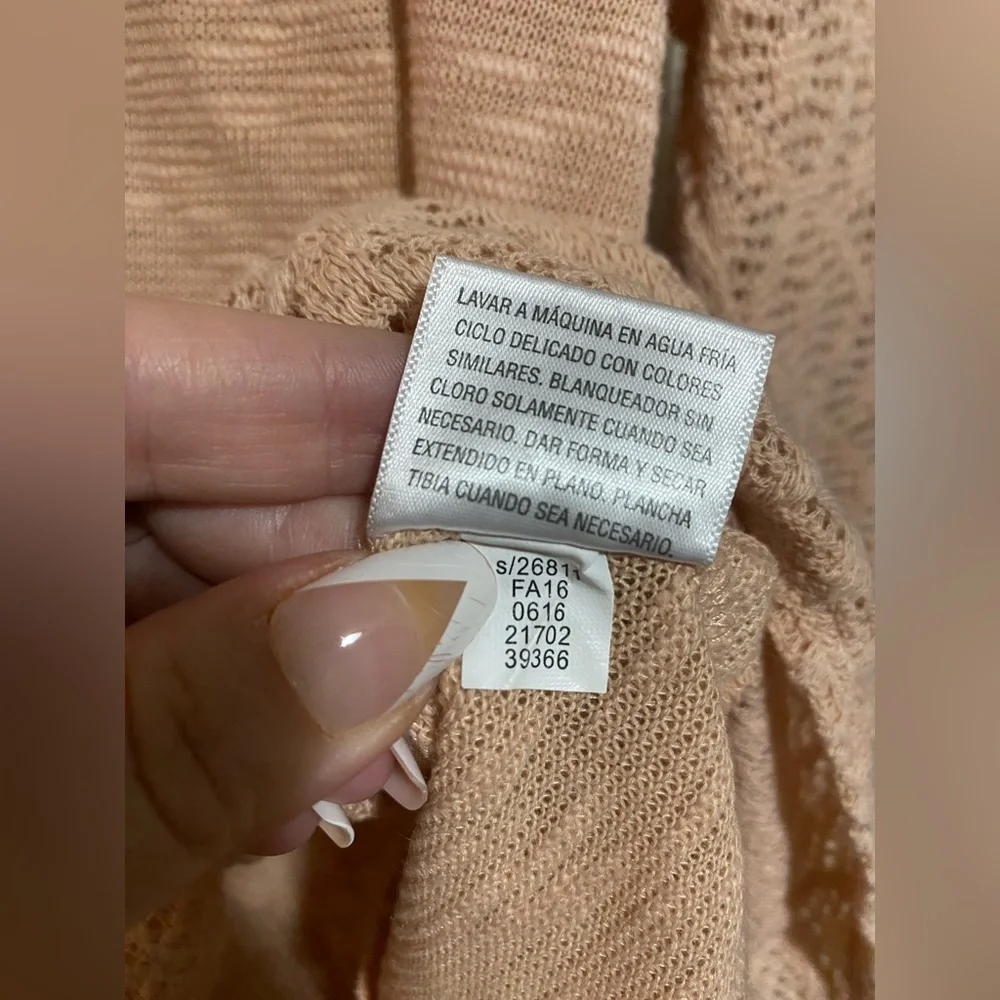 LAVAR A MÁQUINA EN AGUA FRÍA
CICLO DELICADO CON COLORES
SIMILARES. BLANQUEADOR SIN
CLORO SOLAMENTE CUANDO SEA
NECESARIO. DAR FORMA Y SECAR
EXTENDIDO EN PLANO. PLANCHA
TIBIA CUANDO SEA NECESARIO.
s/26811
FA16
0616
21702
39366